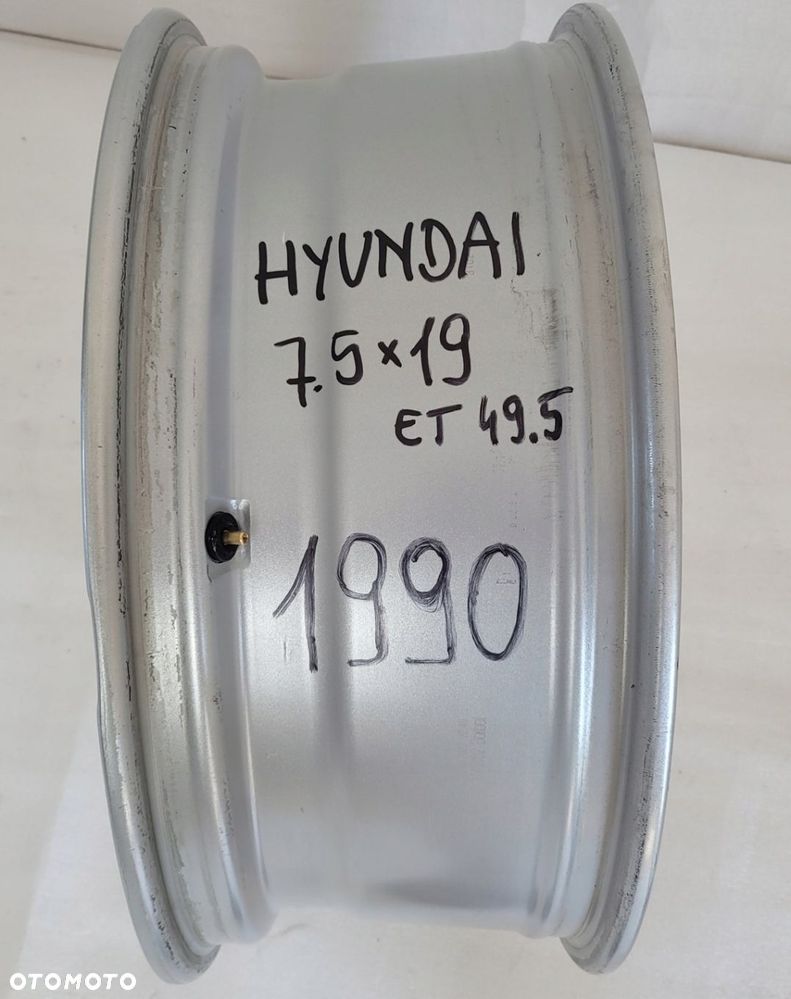 HYUNDAI
7.5 x 19
ET 49.5
1990
OTOMOTO